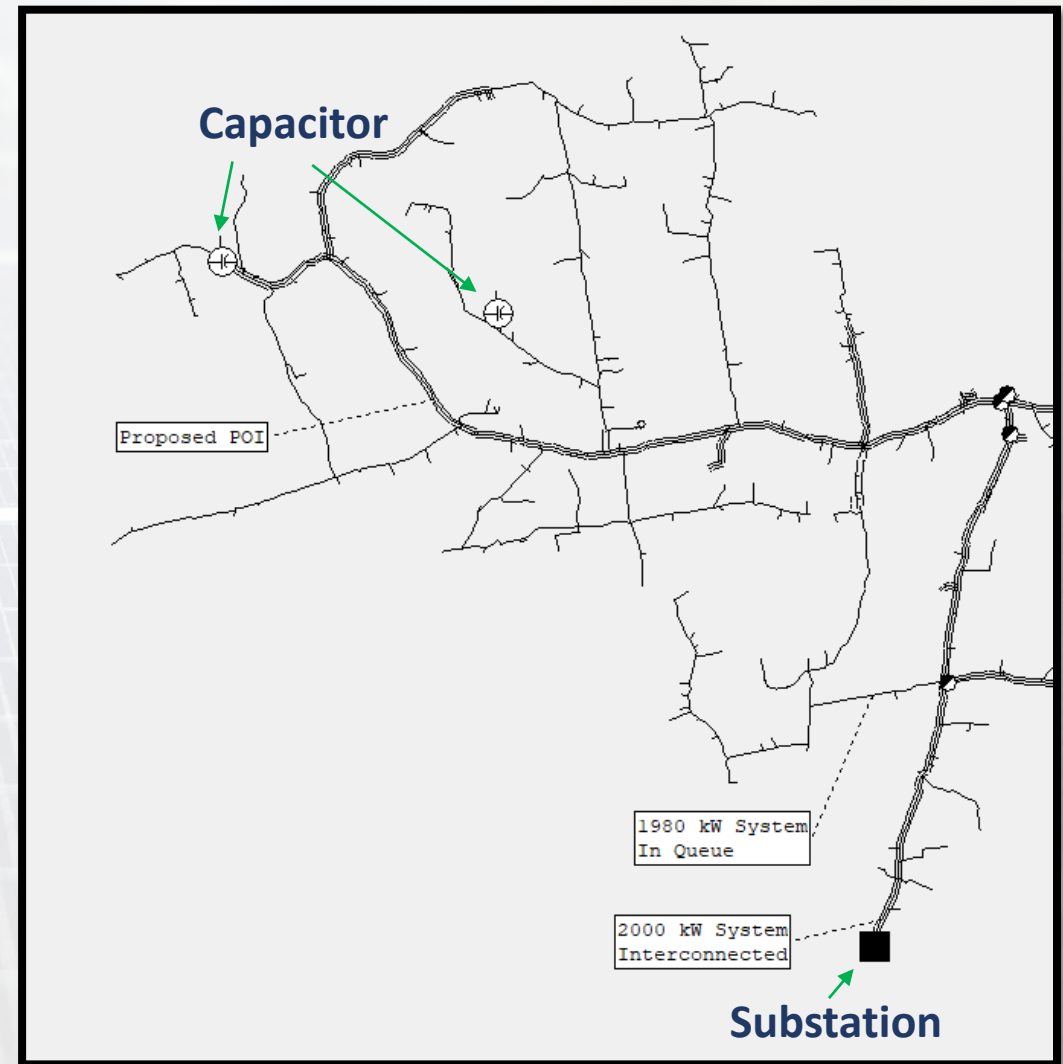 Capacitor
Proposed POI
1980 kW System
In Queue
2000 kW System
Interconnected
Substation